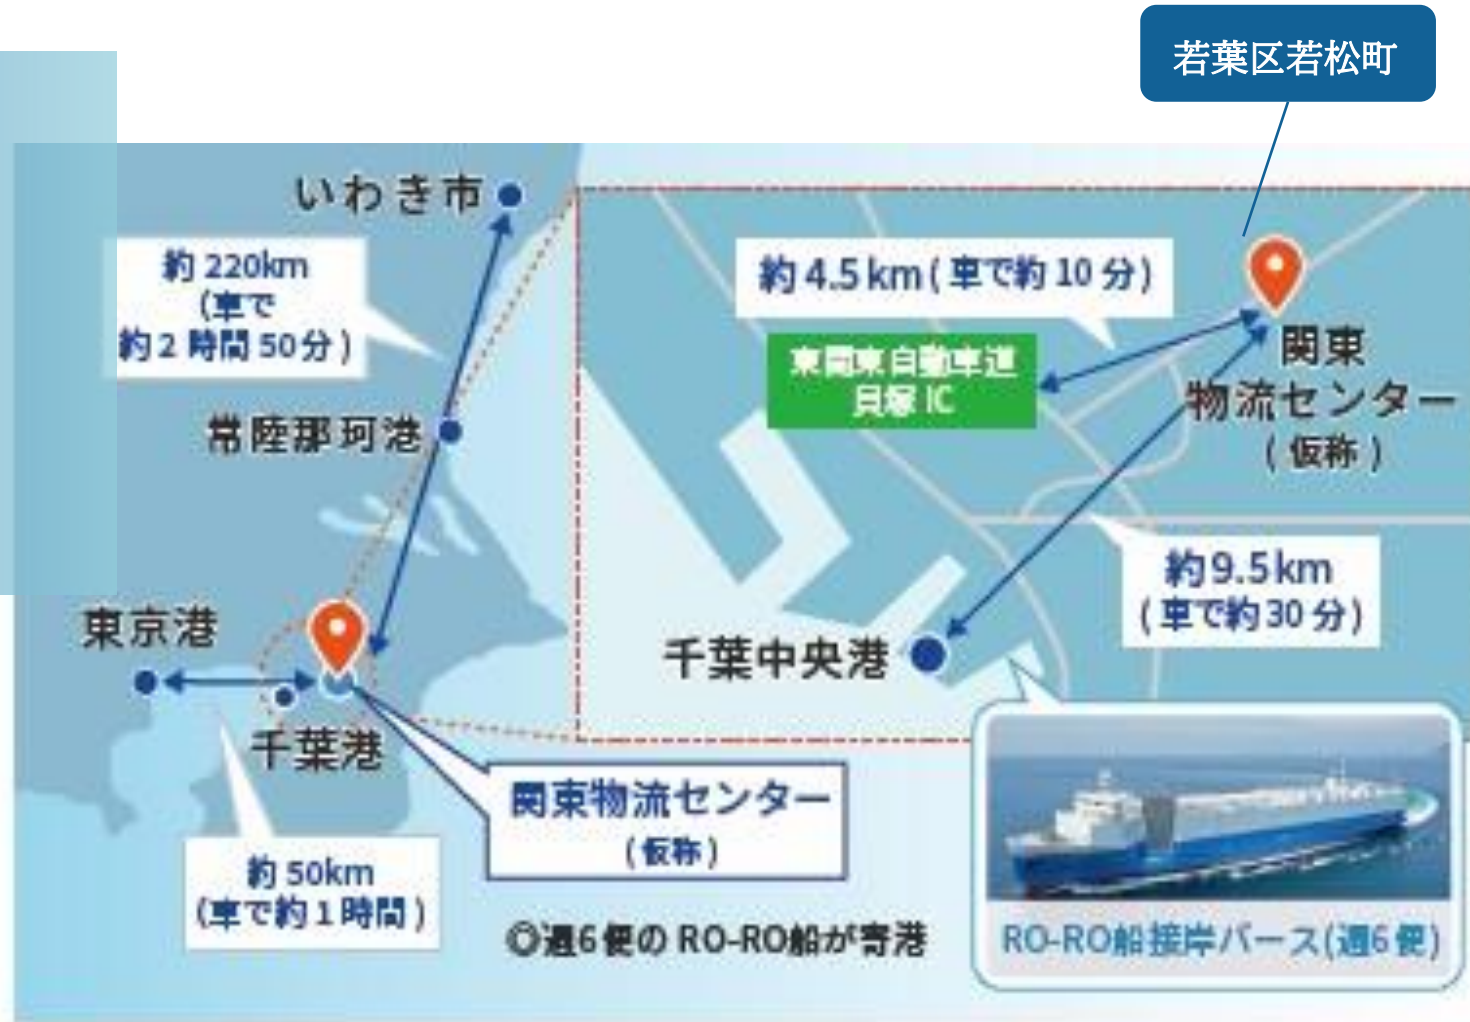 若葉区若松町
いわき市
約220km
(車で
約2時間50分)
常陸那珂港
東京港
千葉港
約50km
(車で約1時間)
関東物流センター
(仮称)
◎週6便のRO-RO船が寄港
約4.5km(車で約10分)
東関東自動車道
貝塚IC
関東
物流センター
(仮称)
約9.5km
(車で約30分)
千葉中央港
RO-RO船接岸バース(週6便)